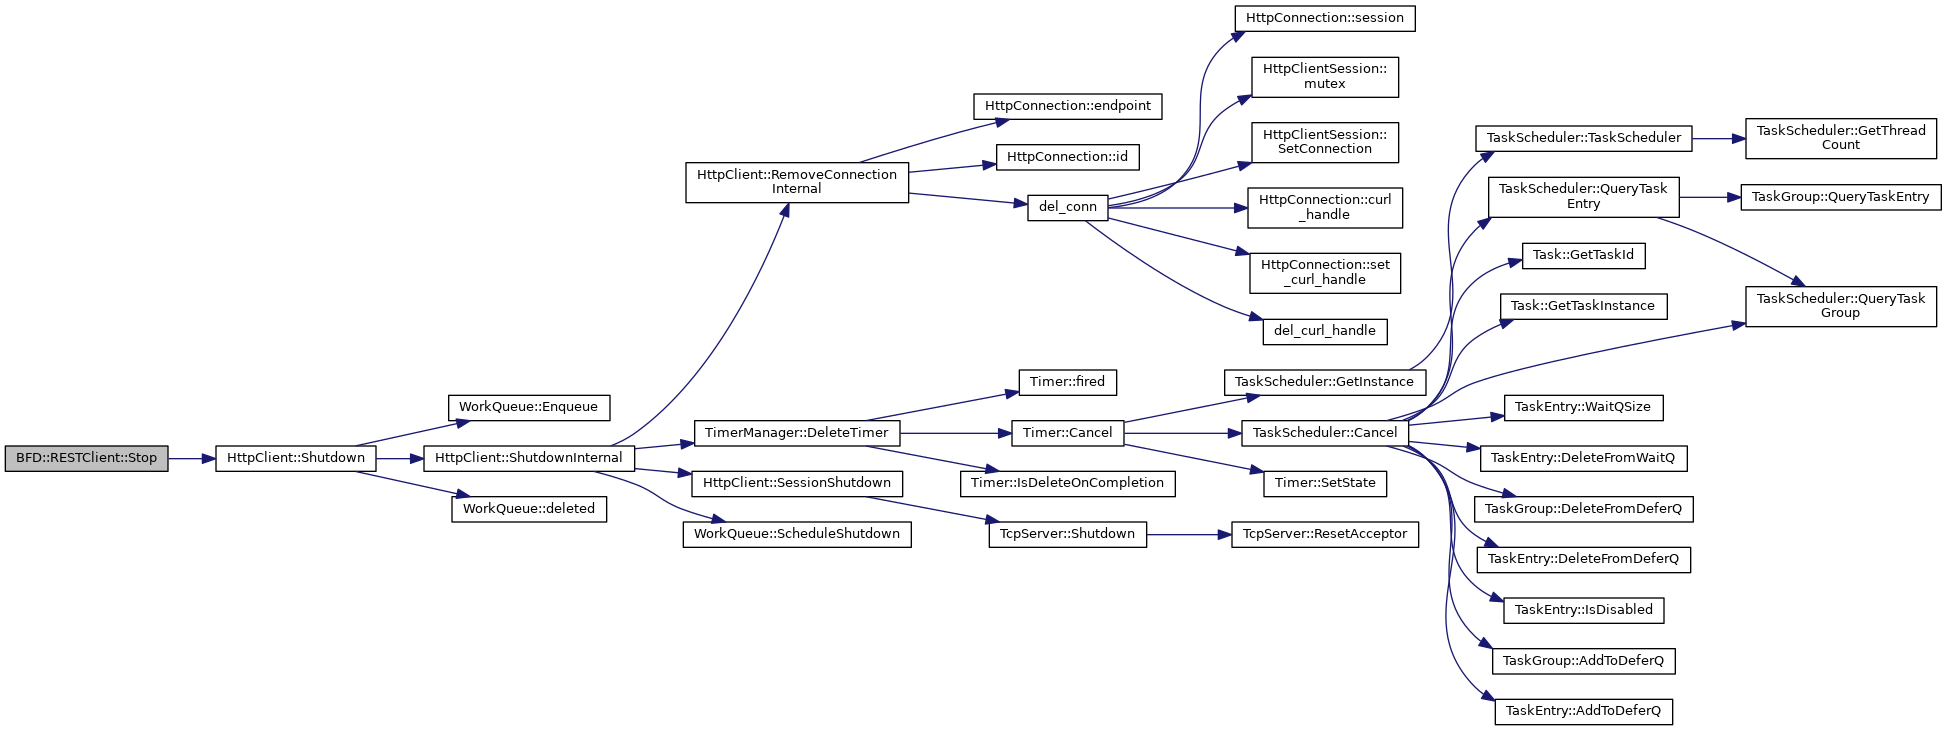 BFD::RESTClient::Stop
HttpClient::Shutdown
WorkQueue::Enqueue
HttpClient::ShutdownInternal
WorkQueue::deleted
HttpClient::RemoveConnection
Internal
TimerManager::DeleteTimer
HttpClient::SessionShutdown
WorkQueue::ScheduleShutdown
HttpConnection::endpoint
HttpConnection::id
del_conn
Timer::fired
Timer::Cancel
Timer::IsDeleteOnCompletion
TcpServer::Shutdown
HttpConnection::session
HttpClientSession::
mutex
HttpClientSession::
SetConnection
HttpConnection::curl
_handle
HttpConnection::set
_curl_handle
del_curl_handle
TaskScheduler::GetInstance
TaskScheduler::Cancel
Timer::SetState
TcpServer::ResetAcceptor
TaskScheduler::TaskScheduler
TaskScheduler::QueryTask
Entry
Task::GetTaskId
Task::GetTaskInstance
TaskEntry::WaitQSize
TaskEntry::DeleteFromWaitQ
TaskGroup::DeleteFromDeferQ
TaskEntry::DeleteFromDeferQ
TaskEntry::IsDisabled
TaskGroup::AddToDeferQ
TaskEntry::AddToDeferQ
TaskScheduler::GetThread
Count
TaskGroup::QueryTaskEntry
TaskScheduler::QueryTask
Group